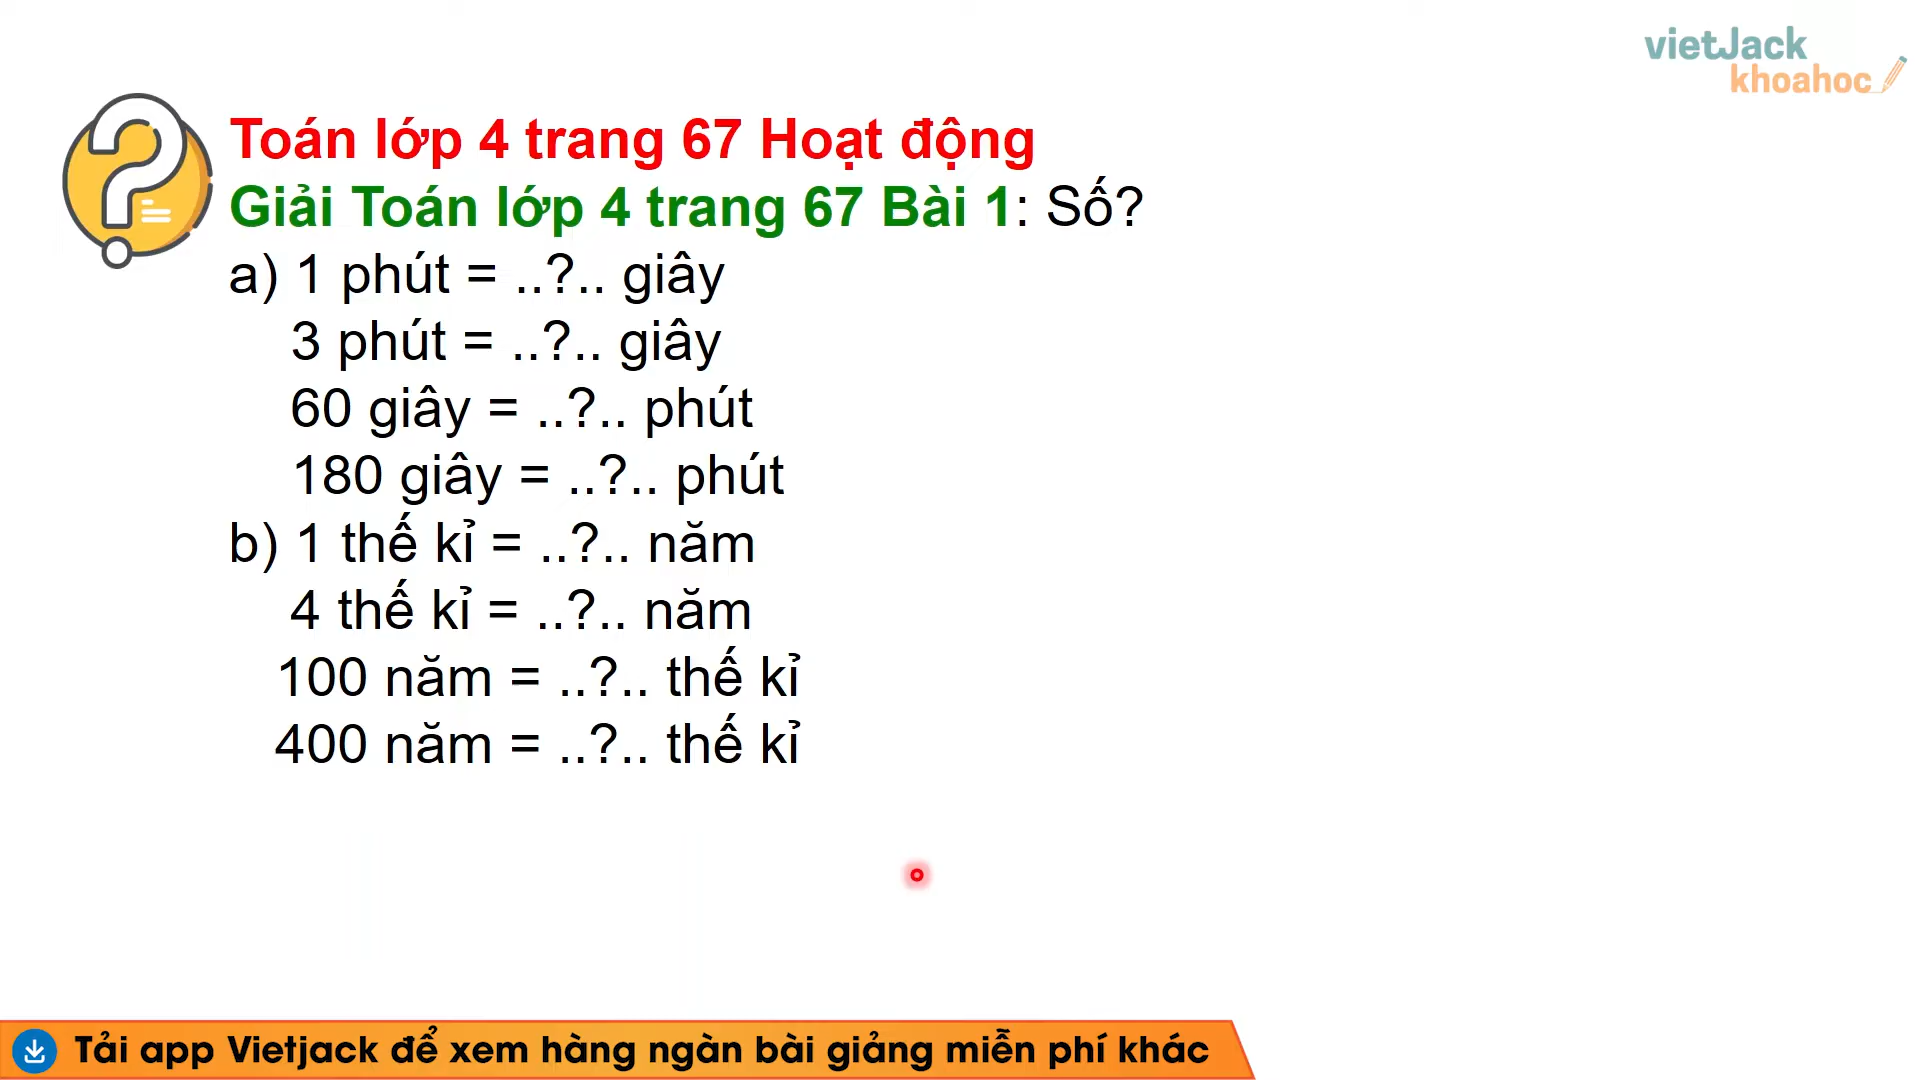 vietJack
khoahoc
Toán lớp 4 trang 67 Hoạt động
Giải Toán lớp 4 trang 67 Bài 1: Số?
a) 1 phút = ..?.. giây
3 phút = ..?.. giây
60 giây = ..?.. phút
180 giây = ..?.. phút
b) 1 thế kỉ = ..?.. năm
4 thế kỉ = ..?.. năm
100 năm = ..?.. thế kỉ
400 năm = ..?.. thế kỉ
Tải app Vietjack để xem hàng ngàn bài giảng miễn phí khác